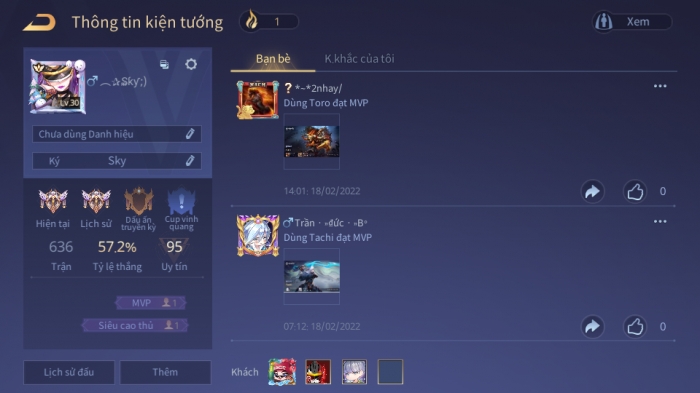 Thông tin kiện tướng
1
Xem
︵✰Sky;)
Lv.30
Chưa dùng Danh hiệu
Ký Sky
Hiện tại Lịch sử Dấu ấn truyền kỳ Cup vinh quang
636 57.2% 95
Trận Tỷ lệ thắng Uy tín
MVP 1
Siêu cao thủ 1
Lịch sử đấu Thêm
Bạn bè K.khắc của tôi
*~*2nhay/
Dùng Toro đạt MVP
14:01: 18/02/2022
0
Trần
Dùng Tachi đạt MVP
07:12: 18/02/2022
0
Khách